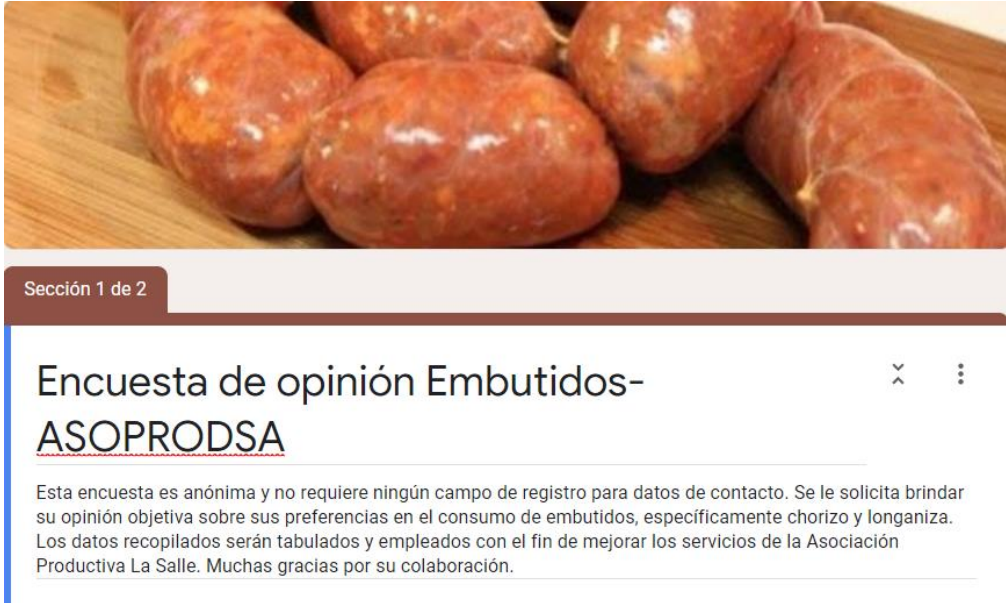 Sección 1 de 2
Encuesta de opinión Embutidos-
ASOPRODSA
Esta encuesta es anónima y no requiere ningún campo de registro para datos de contacto. Se le solicita brindar
su opinión objetiva sobre sus preferencias en el consumo de embutidos, específicamente chorizo y longaniza.
Los datos recopilados serán tabulados y empleados con el fin de mejorar los servicios de la Asociación
Productiva La Salle. Muchas gracias por su colaboración.